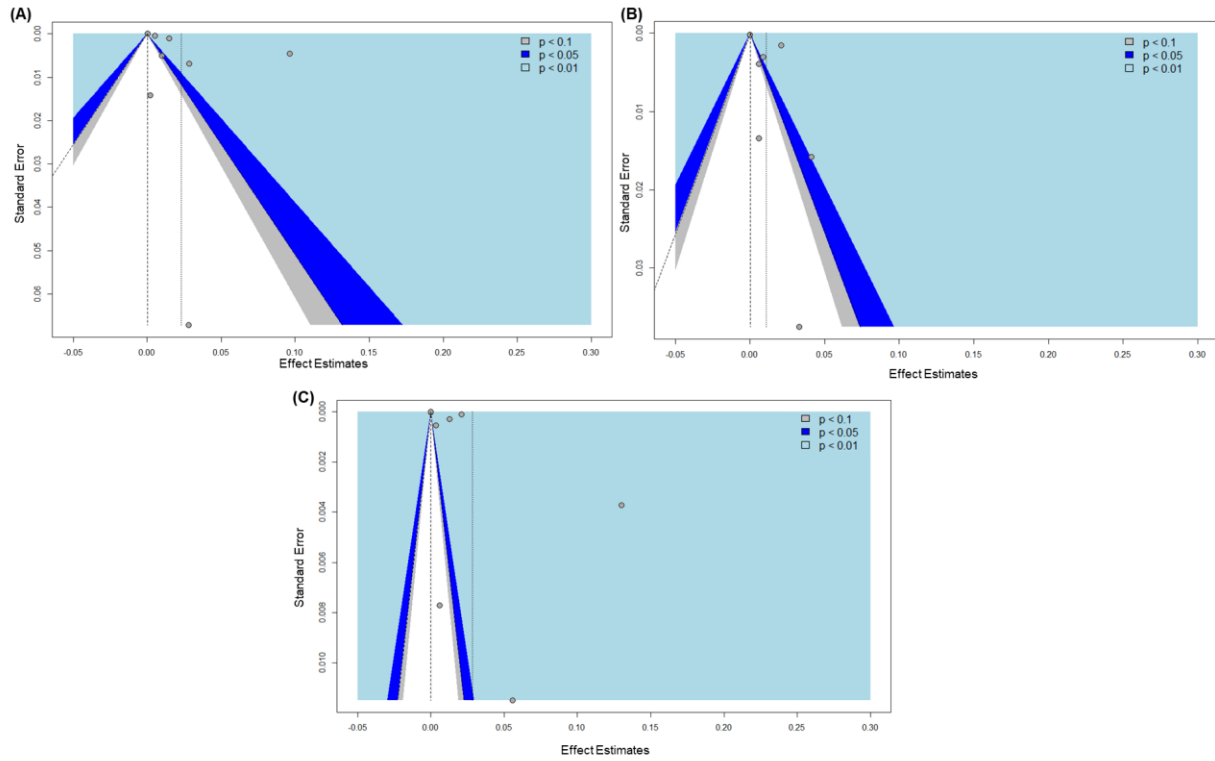 (A)
p < 0.1
p < 0.05
p < 0.01
0.00
0.01
0.02
0.03
0.04
0.05
0.06
Standard Error
-0.05 0.00 0.05 0.10 0.15 0.20 0.25 0.30
Effect Estimates
(B)
p < 0.1
p < 0.05
p < 0.01
0.00
0.01
0.02
0.03
Standard Error
-0.05 0.00 0.05 0.10 0.15 0.20 0.25 0.30
Effect Estimates
(C)
p < 0.1
p < 0.05
p < 0.01
0.000
0.002
0.004
0.006
0.008
0.010
Standard Error
-0.05 0.00 0.05 0.10 0.15 0.20 0.25 0.30
Effect Estimates